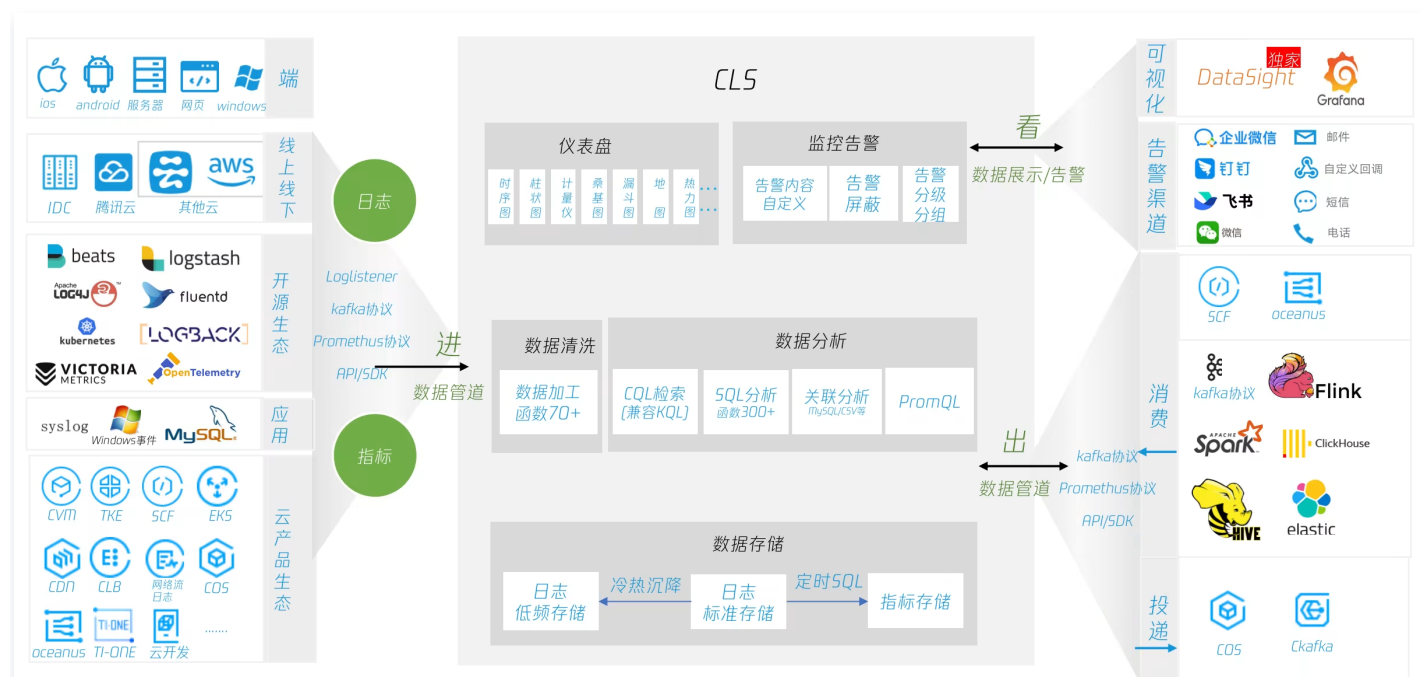 CLS
ios
android
服务器
网页
windows
端
IDC
腾讯云
aws
其他云
线上线下
beats
logstash
Apache
LOG4J
fluentd
kubernetes
[LOGBACK]
VICTORIA
METRICS
OpenTelemetry
开源生态
syslog
Windows事件
MySQL
应用
CVM
TKE
SCF
EKS
CDN
CLB
网络流
日志
COS
TI-ONE
oceanus
TI-ONE
云开发
.......
云产品生态
日志
Loglistener
kafka协议
Promethus协议
API/SDK
指标
进
数据管道
仪表盘
时序图
柱状图
计量仪
桑基图
漏斗图
地图
热力图
...
...
监控告警
告警内容
自定义
告警
屏蔽
告警
分级
分组
数据清洗
数据加工
函数70+
数据分析
CQL检索
(兼容KQL)
SQL分析
函数300+
关联分析
MySQL/CSV等
PromQL
数据存储
日志
低频存储
冷热沉降
日志
标准存储
定时SQL
指标存储
看
数据展示/告警
出
数据管道
kafka协议
Promethus协议
API/SDK
可视化
独家
DataSight
Grafana
告警渠道
企业微信
邮件
钉钉
自定义回调
飞书
短信
微信
电话
消费
SCF
oceanus
kafka协议
Flink
APACHE
Spark
ClickHouse
HIVE
elastic
投递
COS
Ckafka